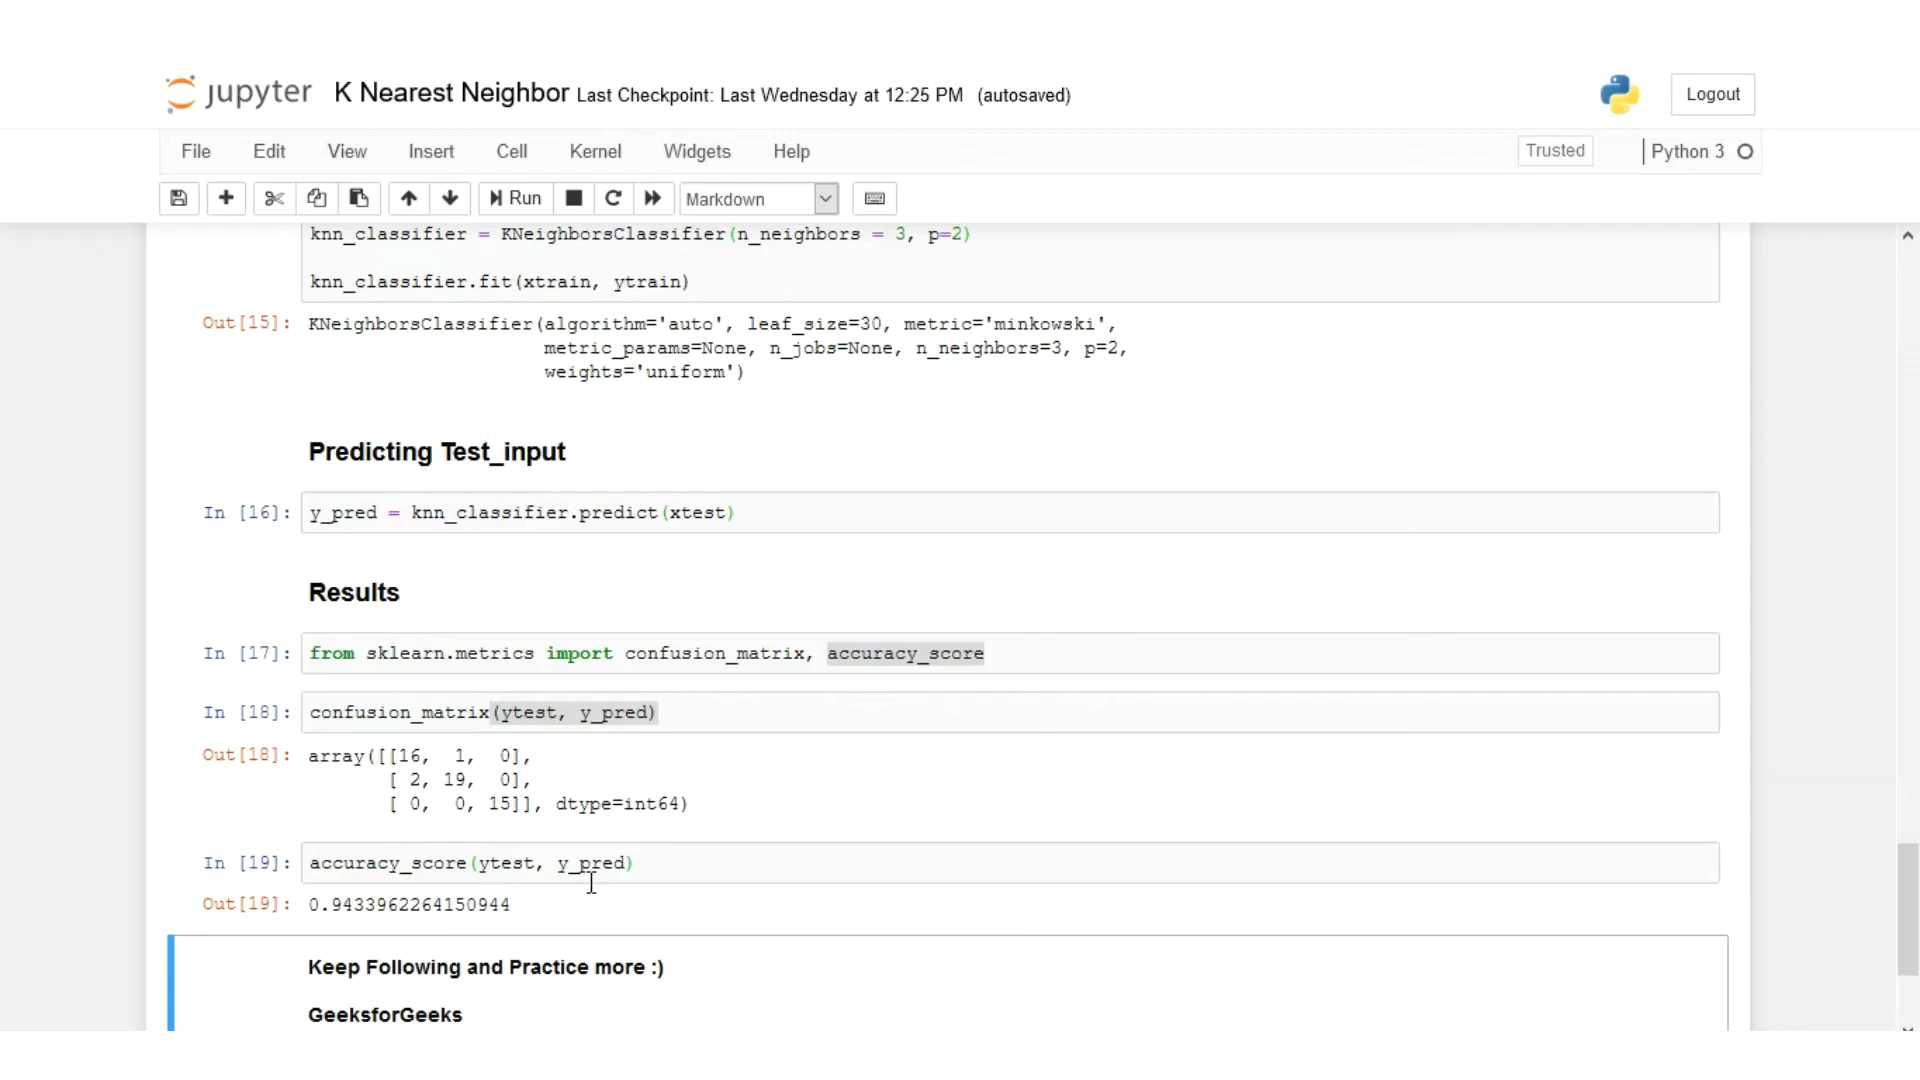 jupyter K Nearest Neighbor Last Checkpoint: Last Wednesday at 12:25 PM (autosaved) Logout
File Edit View Insert Cell Kernel Widgets Help Trusted Python 3
Run Markdown
knn_classifier = KNeighborsClassifier(n_neighbors = 3, p=2)
knn_classifier.fit(xtrain, ytrain)
Out[15]: KNeighborsClassifier(algorithm='auto', leaf_size=30, metric='minkowski',
metric_params=None, n_jobs=None, n_neighbors=3, p=2,
weights='uniform')
Predicting Test_input
In [16]: y_pred = knn_classifier.predict(xtest)
Results
In [17]: from sklearn.metrics import confusion_matrix, accuracy_score
In [18]: confusion_matrix(ytest, y_pred)
Out[18]: array([[16, 1, 0],
[ 2, 19, 0],
[ 0, 0, 15]], dtype=int64)
In [19]: accuracy_score(ytest, y_pred)
Out[19]: 0.9433962264150944
Keep Following and Practice more :)
GeeksforGeeks